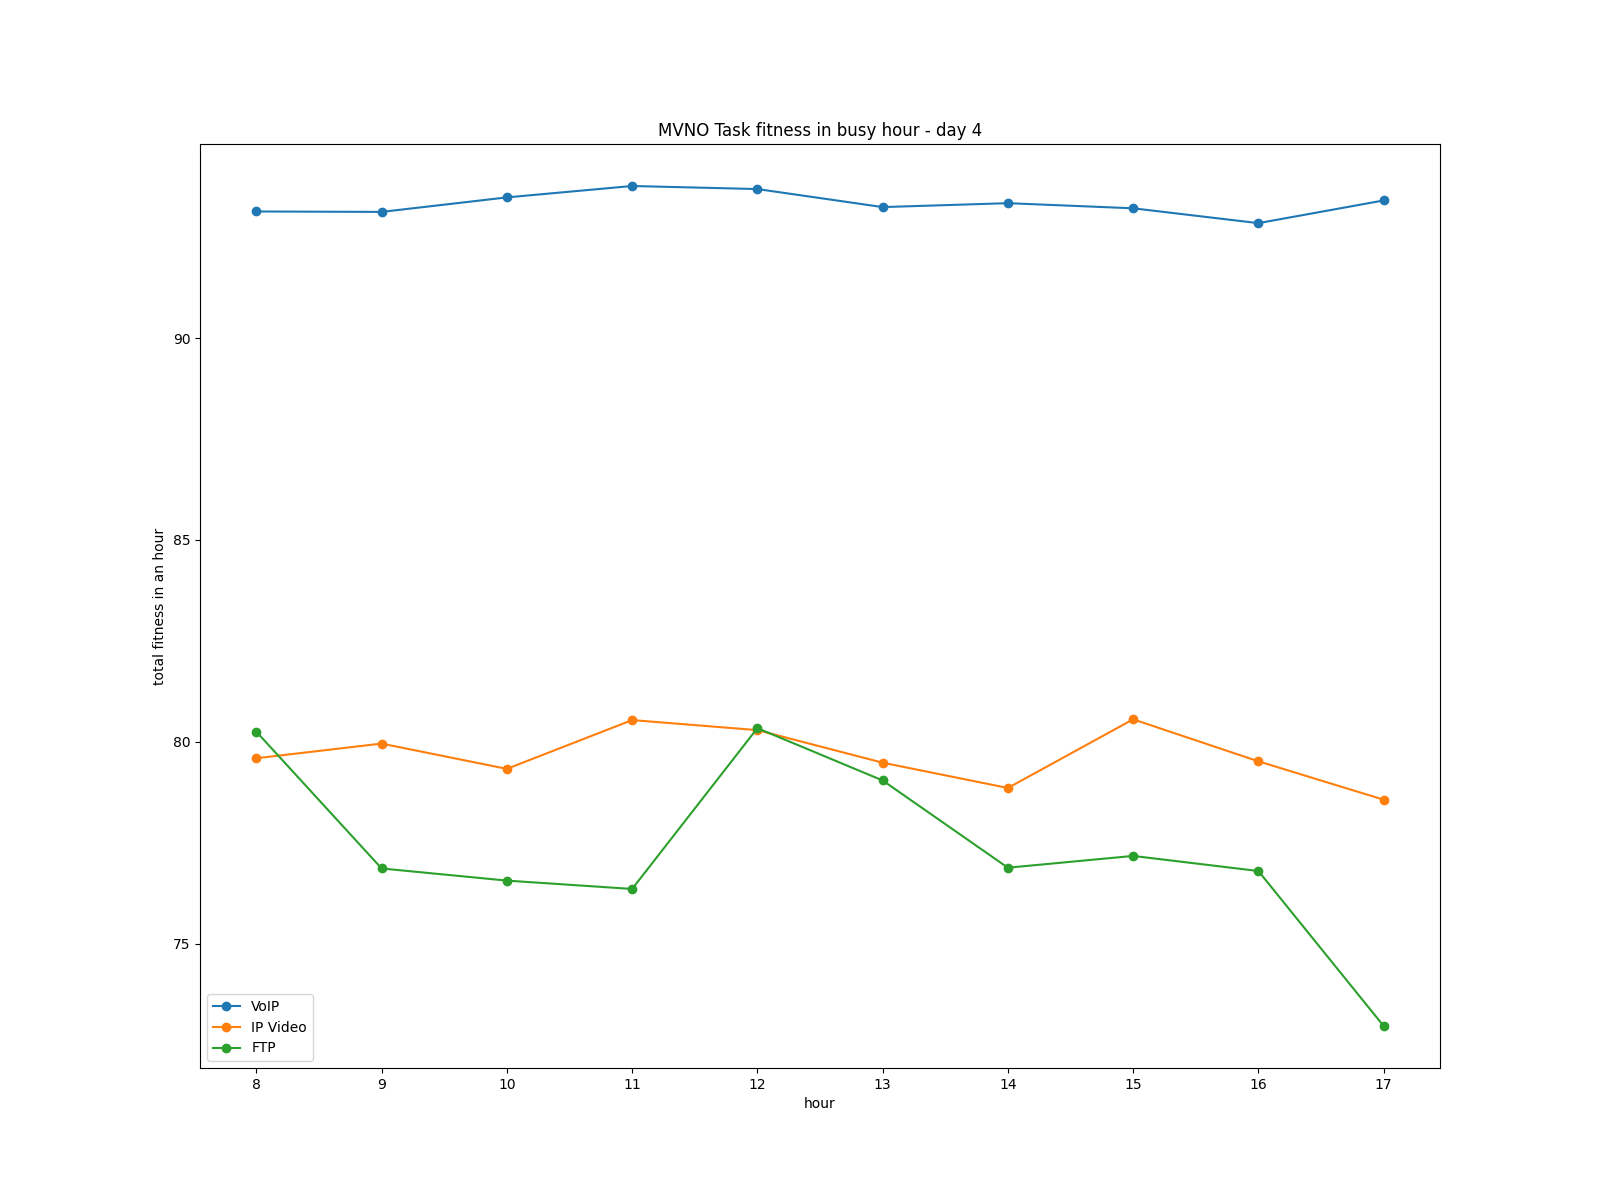 MVNO Task fitness in busy hour - day 4
total fitness in an hour
90
85
80
75
VoIP
IP Video
FTP
8 9 10 11 12 13 14 15 16 17
hour